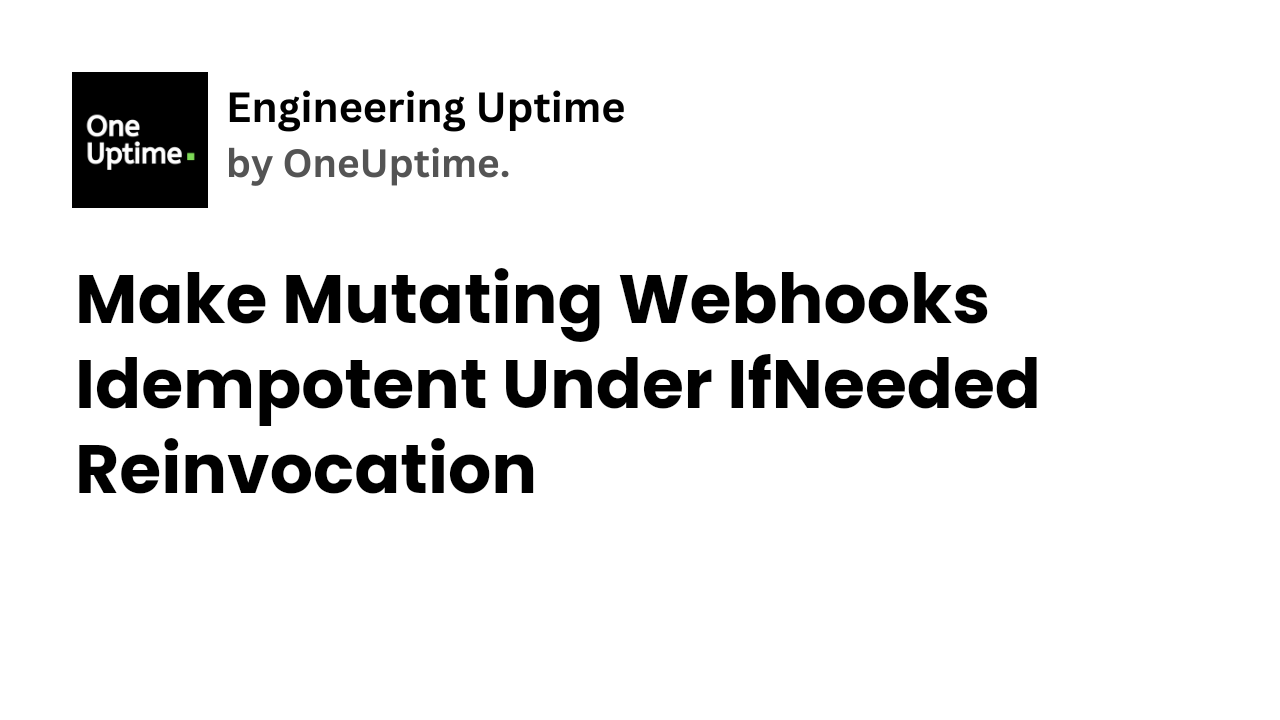 One
Uptime
Engineering Uptime
by OneUptime.
Make Mutating Webhooks
Idempotent Under IfNeeded
Reinvocation